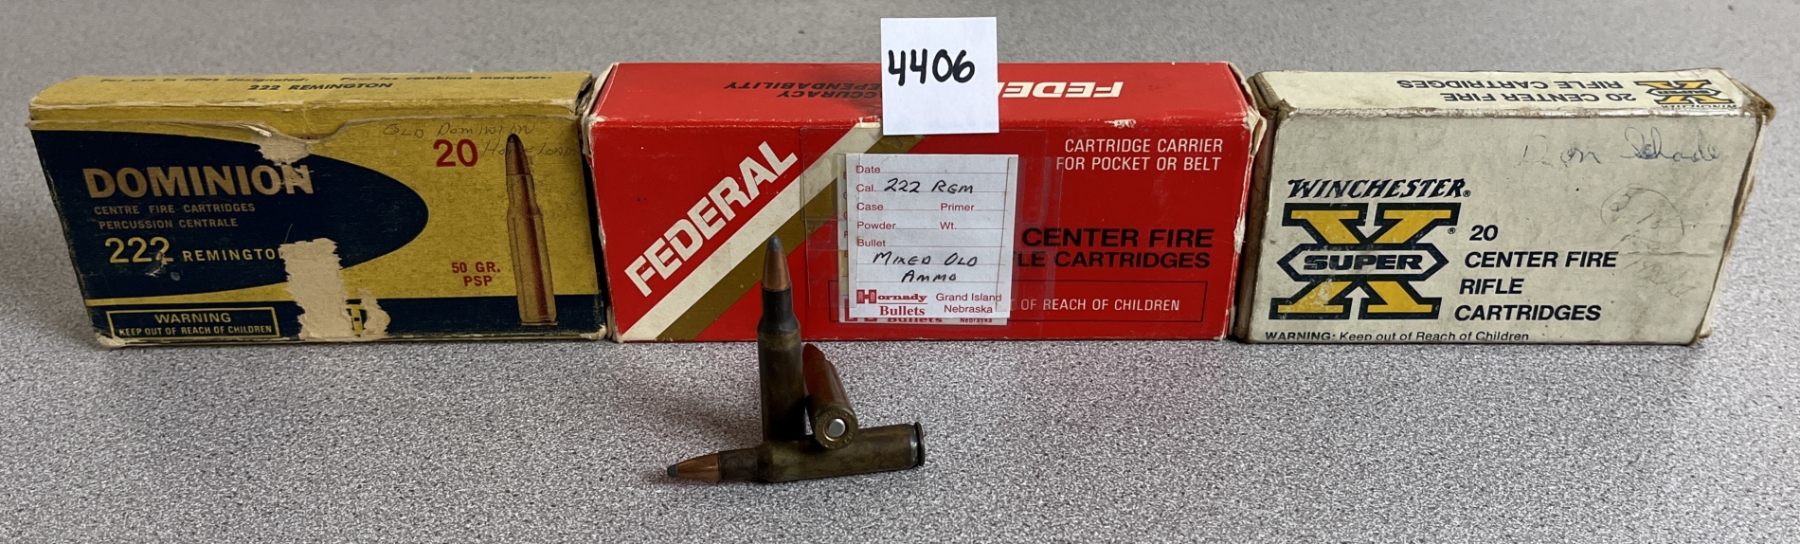 4406
222 REMINGTON
OLD DOMINION
20
DOMINION
CENTRE FIRE CARTRIDGES
PERCUSSION CENTRALE
222 REMINGTO
50 GR.
PSP
WARNING
KEEP OUT OF REACH OF CHILDREN
FEDERAL
CARTRIDGE CARRIER
FOR POCKET OR BELT
FEDERAL
CENTER FIRE
LE CARTRIDGES
T OF REACH OF CHILDREN
Date
Cal. 222 REM
Case Primer
Powder Wt.
Bullet
MIXED OLD
AMMO
Hornady Grand Island
Bullets Nebraska
20 CENTER FIRE
RIFLE CARTRIDGES
WINCHESTER®
X
SUPER
20
CENTER FIRE
RIFLE
CARTRIDGES
WARNING: Keep out of Reach of Children